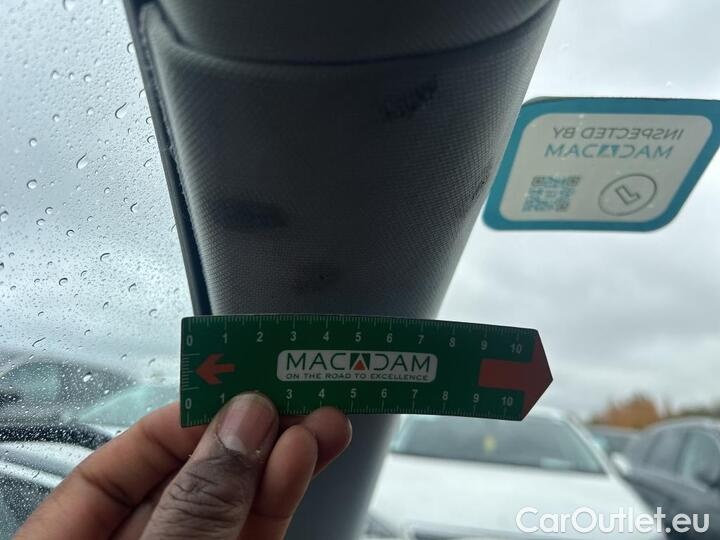 INSPECTED BY
MACADAM
0 1 2 3 4 5 6 7 8 9 10
MACADAM
ON THE ROAD TO EXCELLENCE
0 1 3 4 5 6 7 8 9 10
CarOutlet.eu